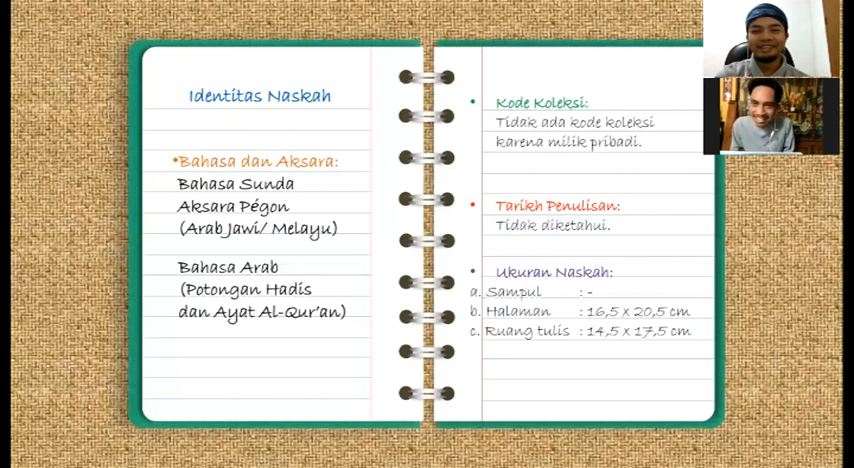 Identitas Naskah
•Bahasa dan Aksara:
Bahasa Sunda
Aksara Pégon
(Arab Jawi/ Melayu)
Bahasa Arab
(Potongan Hadis
dan Ayat Al-Qur'an)
• Kode Koleksi:
Tidak ada kode koleksi
karena milik pribadi.
• Tarikh Penulisan:
Tidak diketahui.
• Ukuran Naskah:
a. Sampul : -
b. Halaman : 16,5 x 20,5 cm
c. Ruang tulis : 14,5 x 17,5 cm